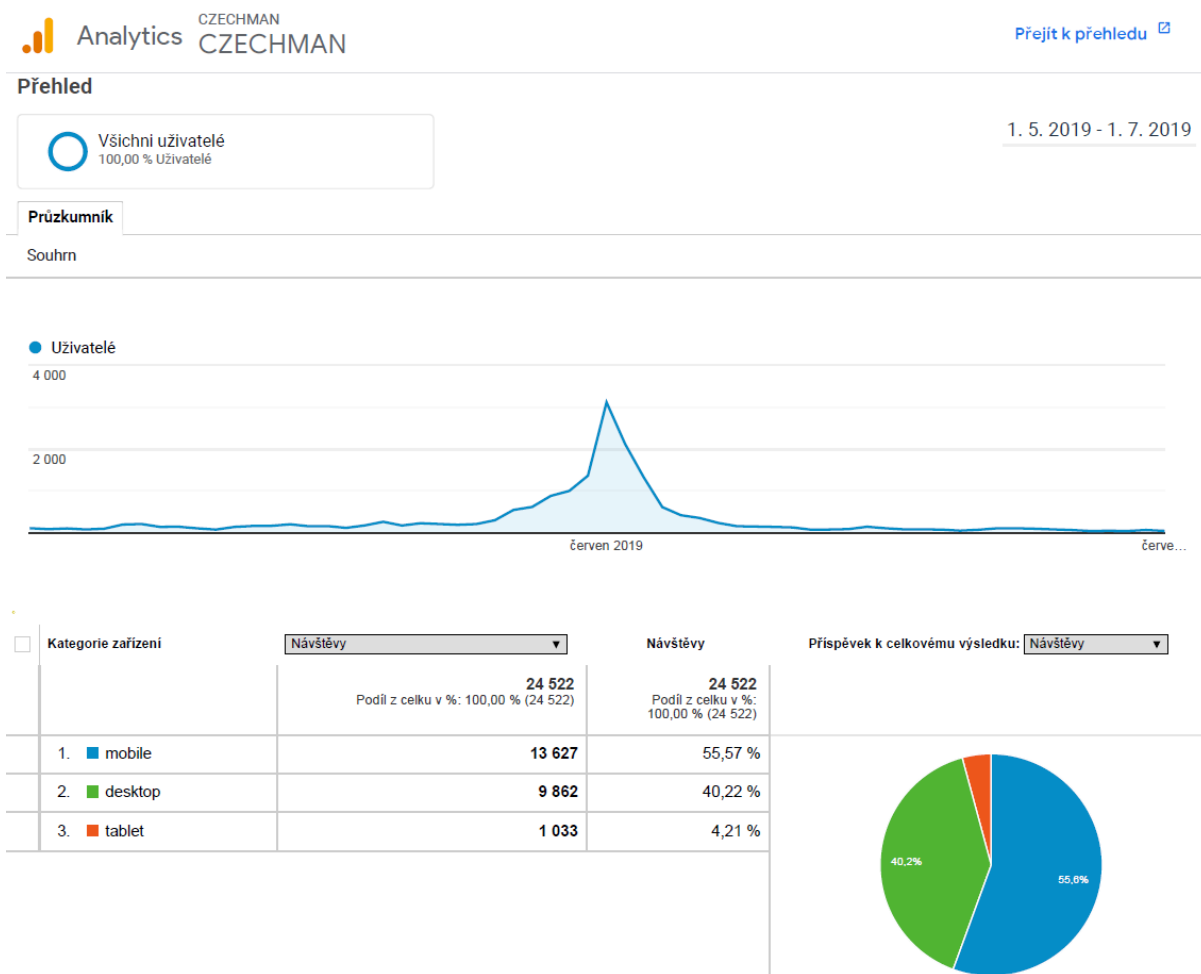 CZECHMAN
Analytics CZECHMAN
Přejít k přehledu
Přehled
Všichni uživatelé
100,00 % Uživatelé
1. 5. 2019 - 1. 7. 2019
Průzkumník
Souhrn
Uživatelé
4 000
2 000
červen 2019
červe...
Kategorie zařízení
Návštěvy
Návštěvy
Příspěvek k celkovému výsledku: Návštěvy
24 522
Podíl z celku v %: 100,00 % (24 522)
24 522
Podíl z celku v %:
100,00 % (24 522)
1. mobile 13 627 55,57 %
2. desktop 9 862 40,22 %
3. tablet 1 033 4,21 %
40,2%
55,6%